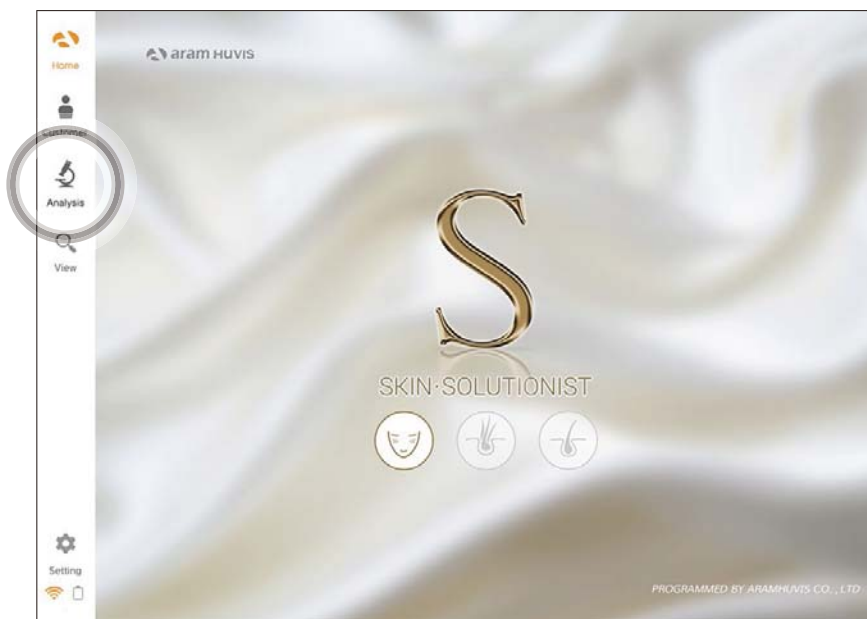 Home
aram HUVIS
Customer
Analysis
View
S
SKIN·SOLUTIONIST
Setting
PROGRAMMED BY ARAMHUVIS CO., LTD